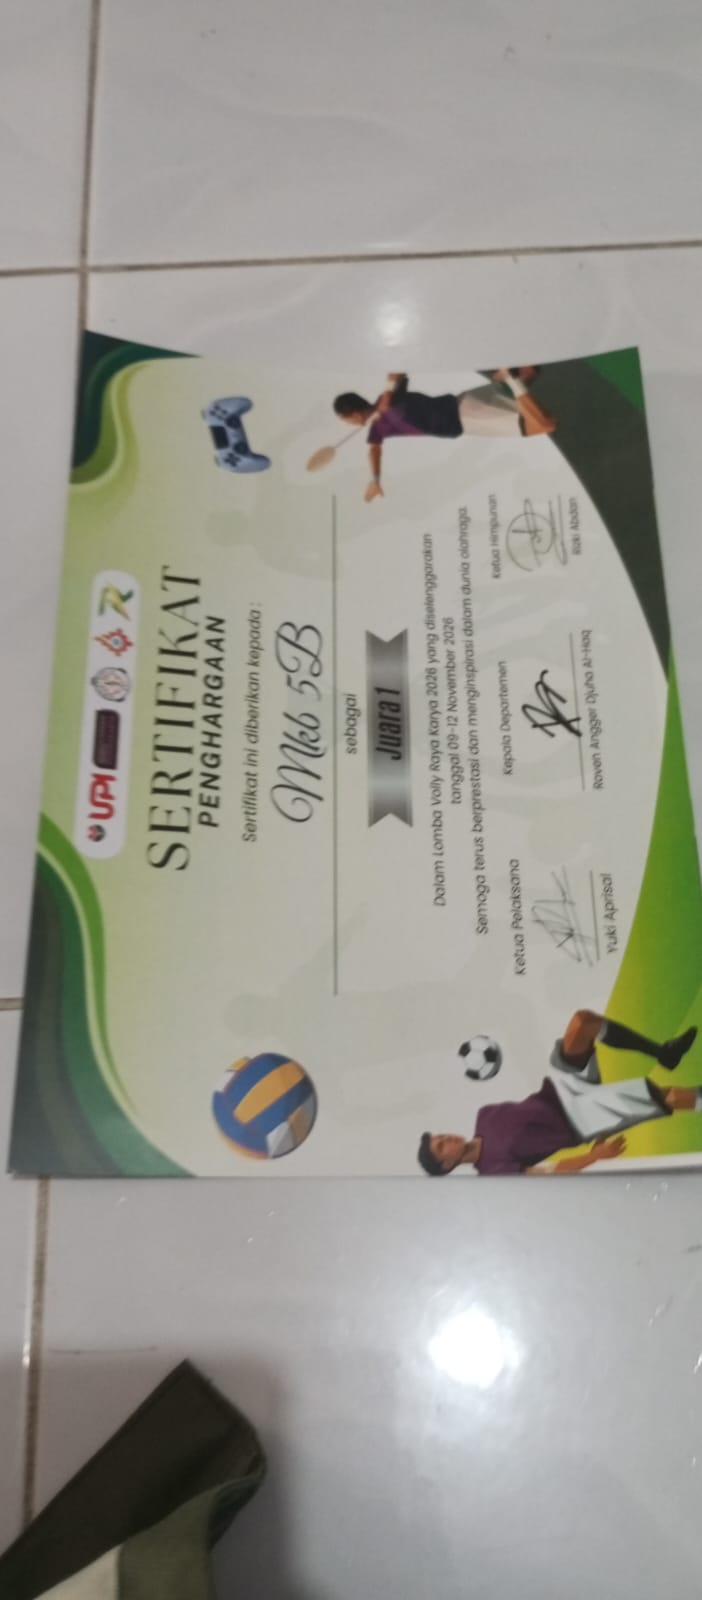 UPI
SERTIFIKAT
PENGHARGAAN
Sertifikat ini diberikan kepada :
Mkb 5B
sebagai
Juara 1
Dalam Lomba Volly Raya Karya 2026 yang diselenggarakan
tanggal 09-12 November 2026
Semoga terus berprestasi dan menginspirasi dalam dunia olahraga.
Ketua Pelaksana
Kepala Departemen
Ketua Himpunan
Yuki Aprisal
Raven Angger Djuha Al-Haq
Rizki Abdan